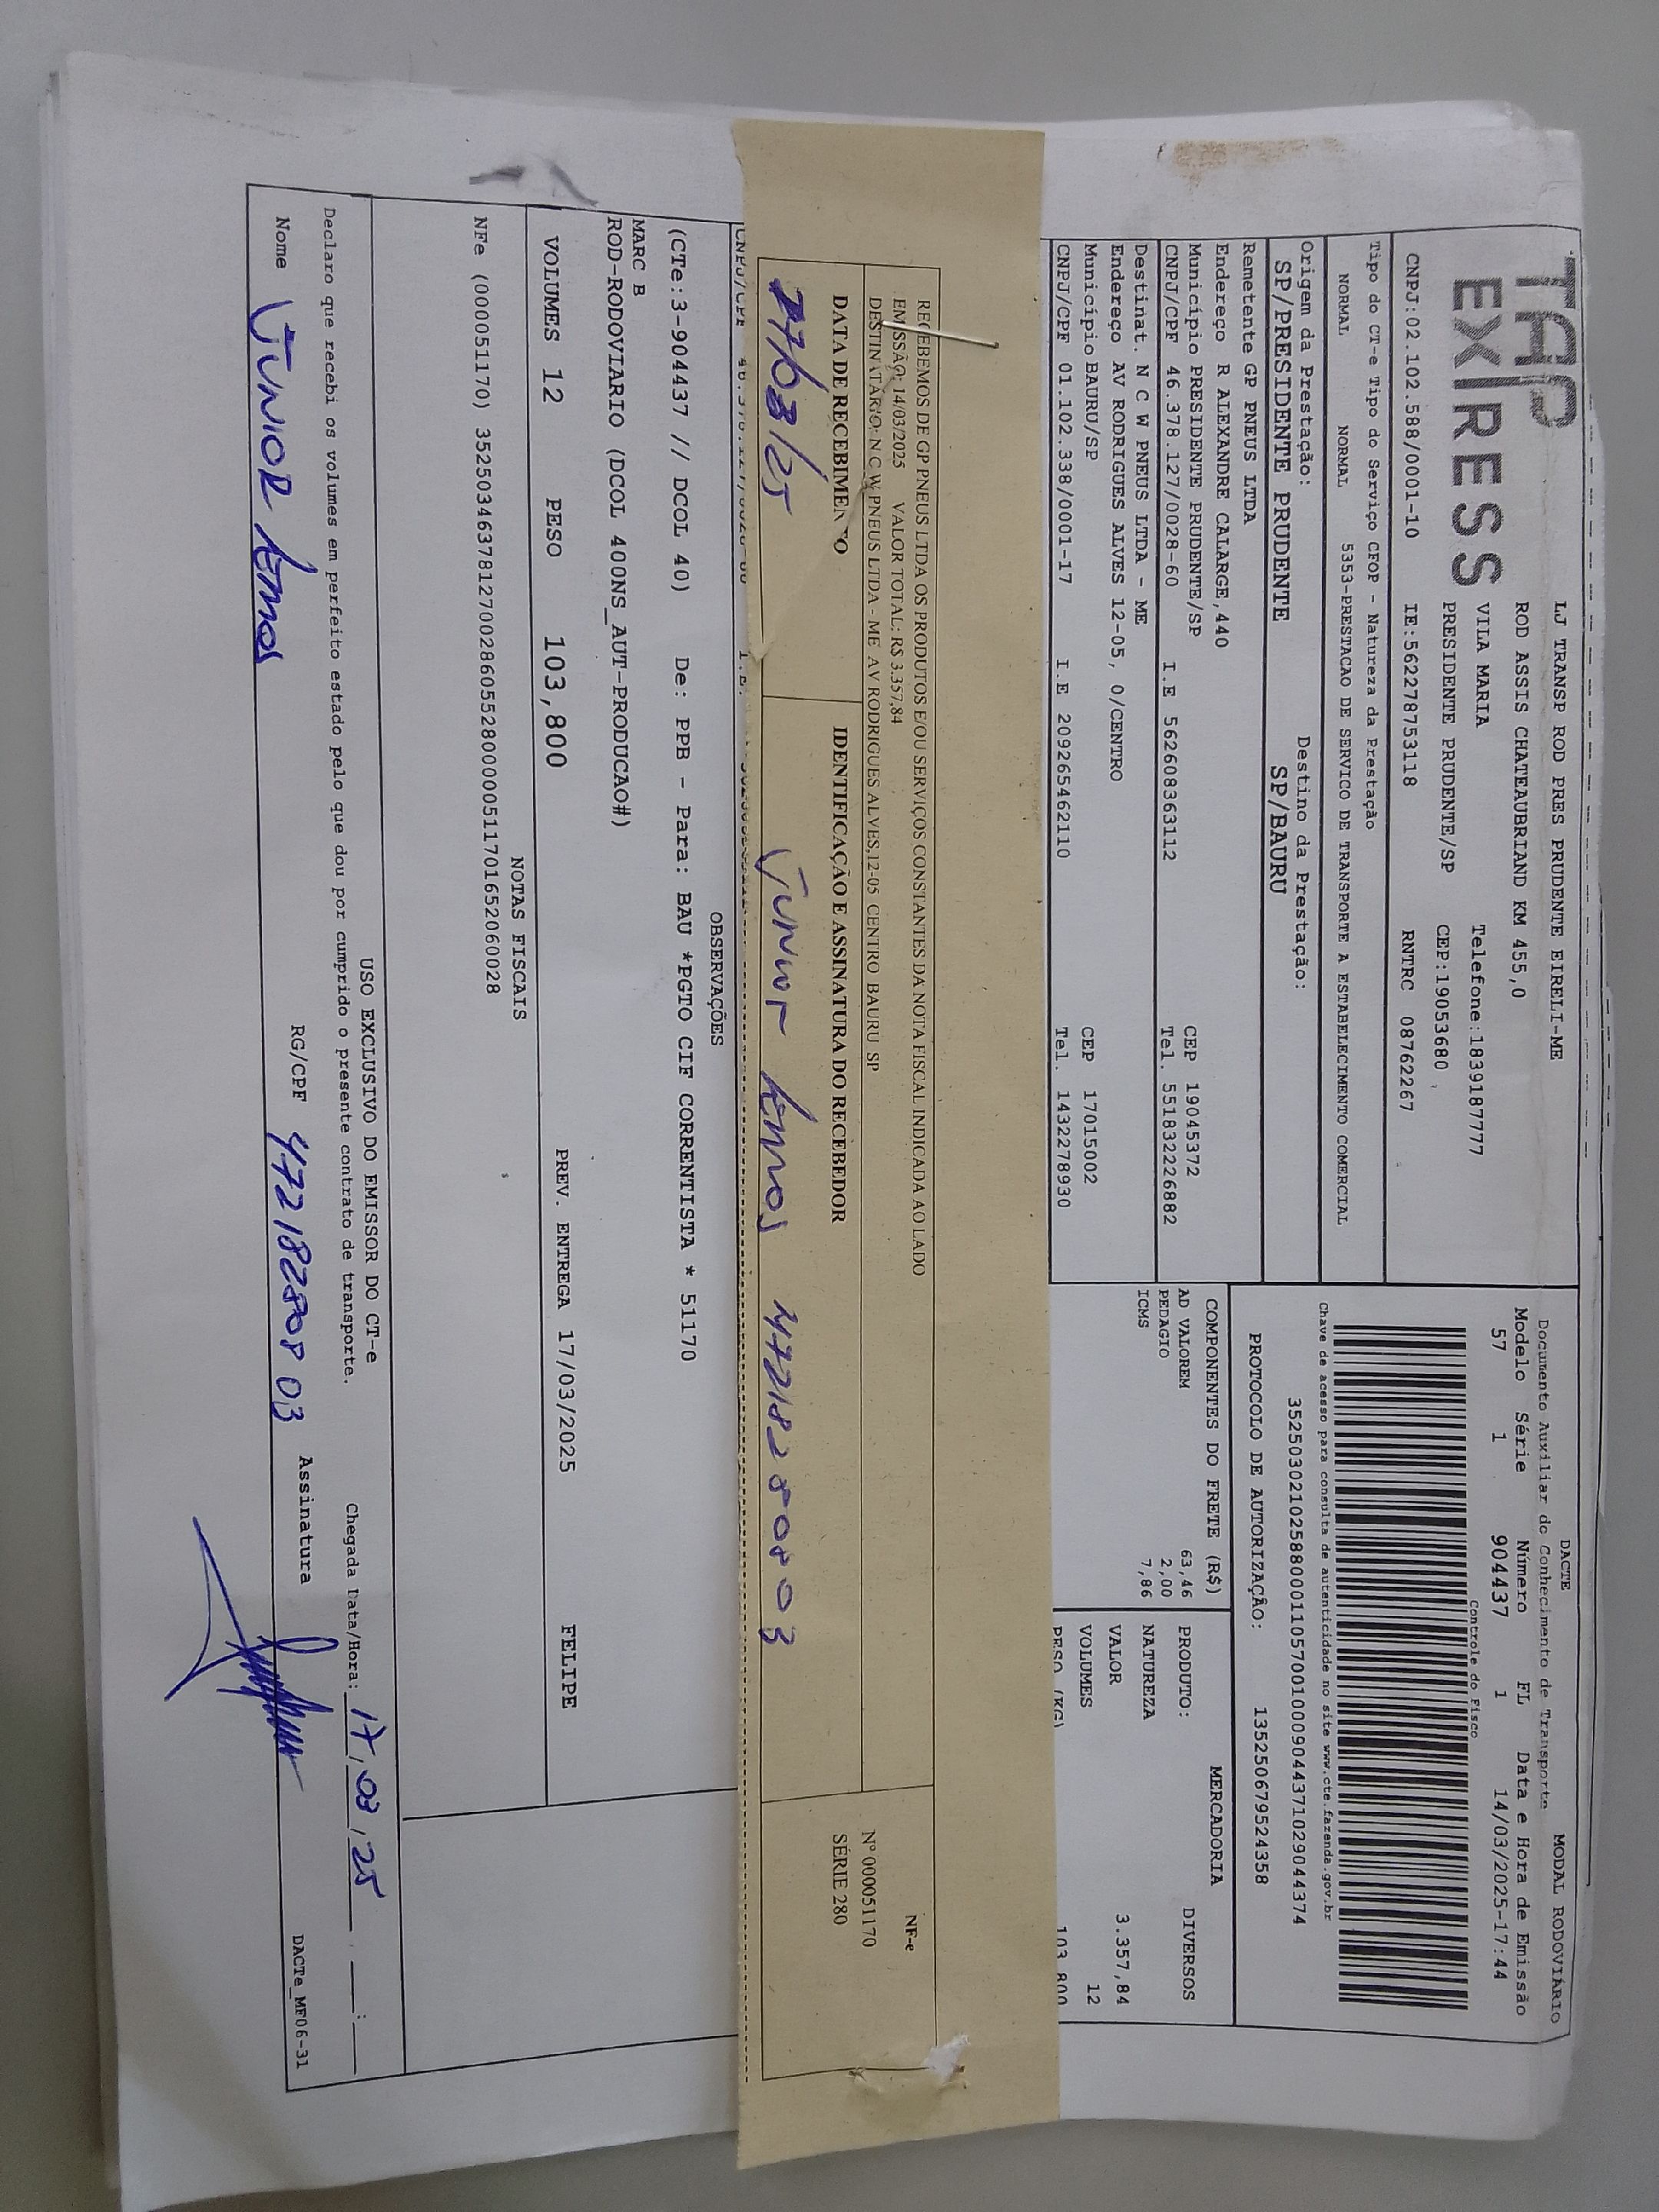 TAP
EXPRESS
LJ TRANSP ROD PRES PRUDENTE EIRELI-ME
ROD ASSIS CHATEAUBRIAND KM 455,0
VILA MARIA Telefone:1839187777
PRESIDENTE PRUDENTE/SP CEP:19053680
CNPJ:02.102.588/0001-10 IE:562278753118 RNTRC 08762267
DACTE MODAL RODOVIÁRIO
Documento Auxiliar do Conhecimento de Transporte
Modelo Série Número FL Data e Hora de Emissão
57 1 904437 1 14/03/2025-17:44
Controle do Fisco
Chave de acesso para consulta de autenticidade no site www.cte.fazenda.gov.br
35250302102588000110570010009044371029044374
PROTOCOLO DE AUTORIZAÇÃO: 135250679524358
Tipo do CT-e Tipo do Serviço CFOP - Natureza da Prestação
NORMAL NORMAL 5353-PRESTACAO DE SERVICO DE TRANSPORTE A ESTABELECIMENTO COMERCIAL
Origem da Prestação: Destino da Prestação:
SP/PRESIDENTE PRUDENTE SP/BAURU
Remetente GP PNEUS LTDA
Endereço R ALEXANDRE CALARGE,440
Município PRESIDENTE PRUDENTE/SP CEP 19045372
CNPJ/CPF 46.378.127/0028-60 I.E 562608363112 Tel. 5518322226882
Destinat. N C W PNEUS LTDA - ME
Endereço AV RODRIGUES ALVES 12-05, 0/CENTRO
Município BAURU/SP CEP 17015002
CNPJ/CPF 01.102.338/0001-17 I.E 209265462110 Tel. 1432278930
COMPONENTES DO FRETE (R$)
AD VALOREM 63,46
PEDAGIO 2,00
ICMS 7,86
MERCADORIA
PRODUTO: DIVERSOS
NATUREZA
VALOR 3.357,84
VOLUMES 12
PESO (KG) 103,800
RECEBEMOS DE GP PNEUS LTDA OS PRODUTOS E/OU SERVIÇOS CONSTANTES DA NOTA FISCAL INDICADA AO LADO
EMISSÃO: 14/03/2025 VALOR TOTAL: R$ 3.357,84
DESTINATÁRIO: N C W PNEUS LTDA - ME AV RODRIGUES ALVES,12-05 CENTRO BAURU SP
DATA DE RECEBIMENTO IDENTIFICAÇÃO E ASSINATURA DO RECEBEDOR
17/03/25 Junior Amos 47218280803
NF-e
Nº 000051170
SÉRIE 280
CNPJ/CPF
OBSERVAÇÕES
(CTe:3-904437 // DCOL 40) De: PPB - Para: BAU *PGTO CIF CORRENTISTA * 51170
MARC B
ROD-RODOVIARIO (DCOL 400NS_AUT-PRODUCAO#)
VOLUMES 12 PESO 103,800 PREV. ENTREGA 17/03/2025 FELIPE
NOTAS FISCAIS
NFe (000051170) 35250346378127002860552800000511701652060028
USO EXCLUSIVO DO EMISSOR DO CT-e
Declaro que recebi os volumes em perfeito estado pelo que dou por cumprido o presente contrato de transporte. Chegada Data/Hora: 17/03/25 :
Nome JUNIOR Amos RG/CPF 47218280803 Assinatura
DACTe_MF06-31